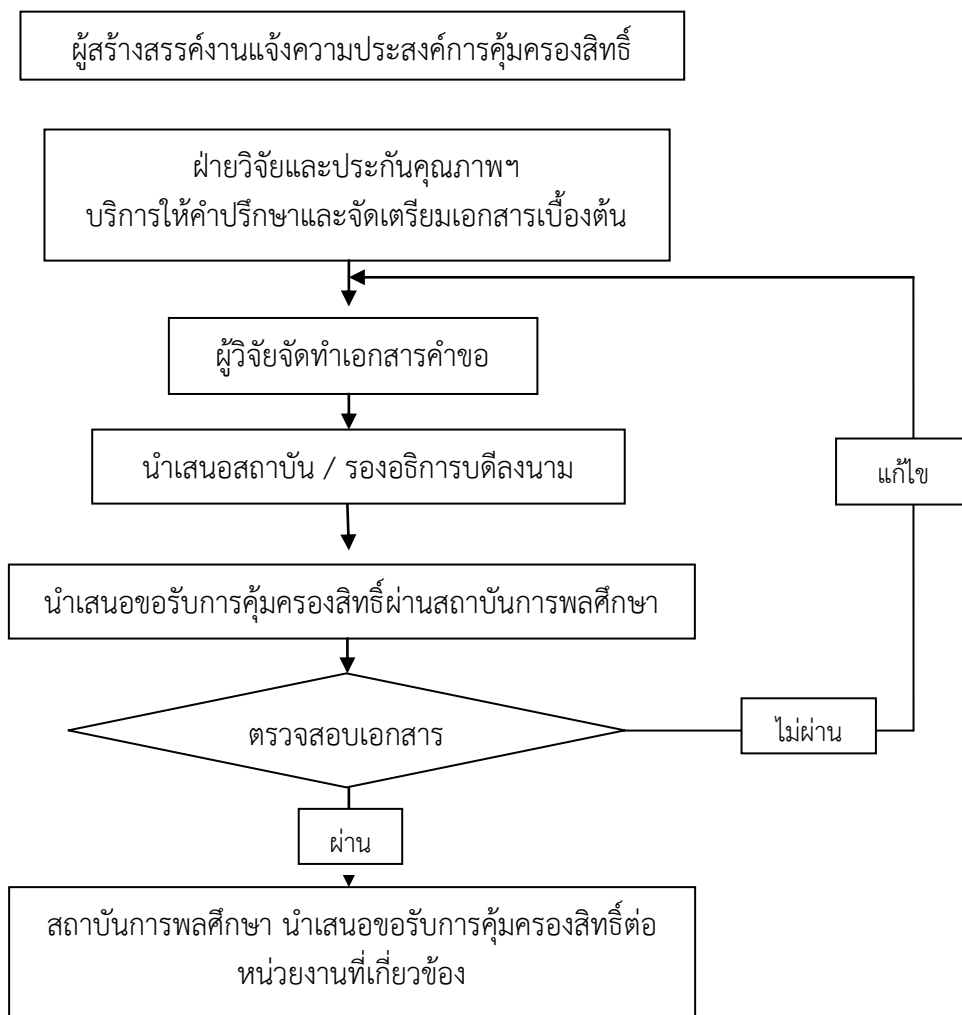 ผู้สร้างสรรค์งานแจ้งความประสงค์การคุ้มครองสิทธิ์
ฝ่ายวิจัยและประกันคุณภาพฯ
บริการให้คำปรึกษาและจัดเตรียมเอกสารเบื้องต้น
ผู้วิจัยจัดทำเอกสารคำขอ
นำเสนอสถาบัน / รองอธิการบดีลงนาม
แก้ไข
นำเสนอขอรับการคุ้มครองสิทธิ์ผ่านสถาบันการพลศึกษา
ตรวจสอบเอกสาร
ไม่ผ่าน
ผ่าน
สถาบันการพลศึกษา นำเสนอขอรับการคุ้มครองสิทธิ์ต่อ
หน่วยงานที่เกี่ยวข้อง